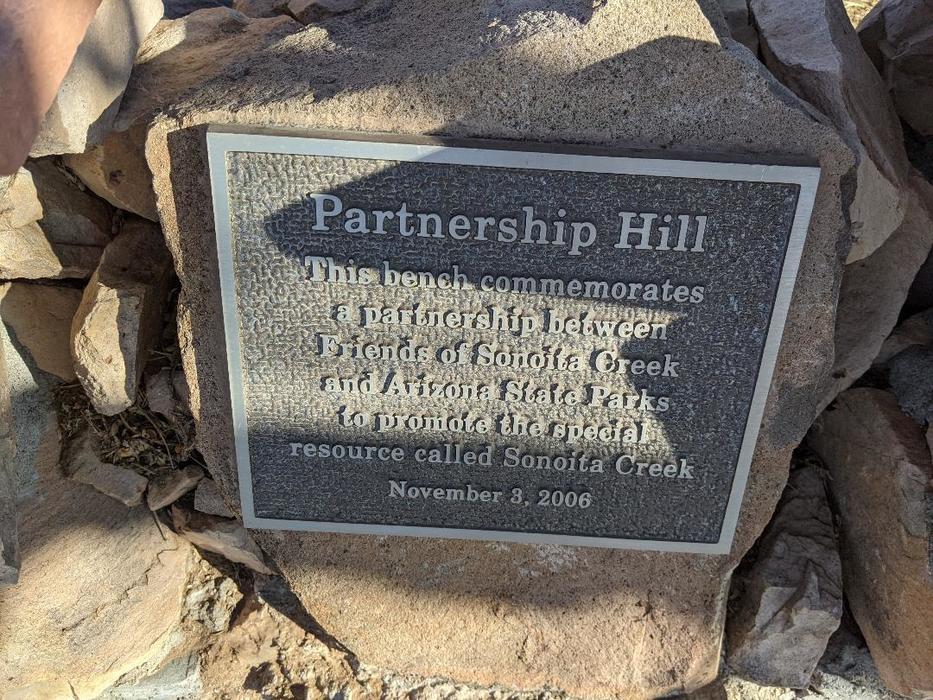 Partnership Hill
This bench commemorates
a partnership between
Friends of Sonoita Creek
and Arizona State Parks
to promote the special
resource called Sonoita Creek
November 3, 2006